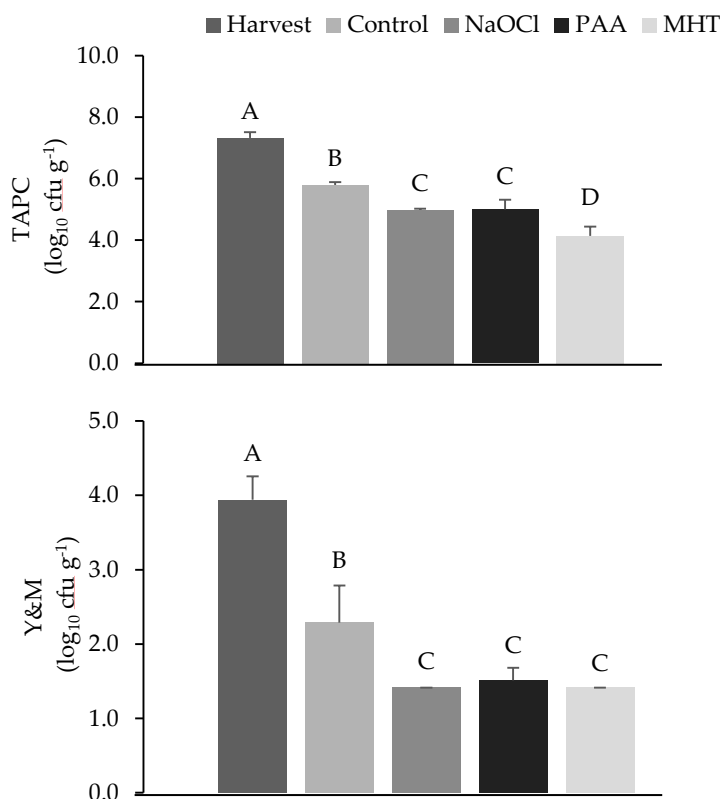 Harvest Control NaOCl PAA MHT
10.0
8.0
6.0
4.0
2.0
0.0
TAPC
(log₁₀ cfu g⁻¹)
A
B
C
C
D
5.0
4.0
3.0
2.0
1.0
0.0
Y&M
(log₁₀ cfu g⁻¹)
A
B
C
C
C